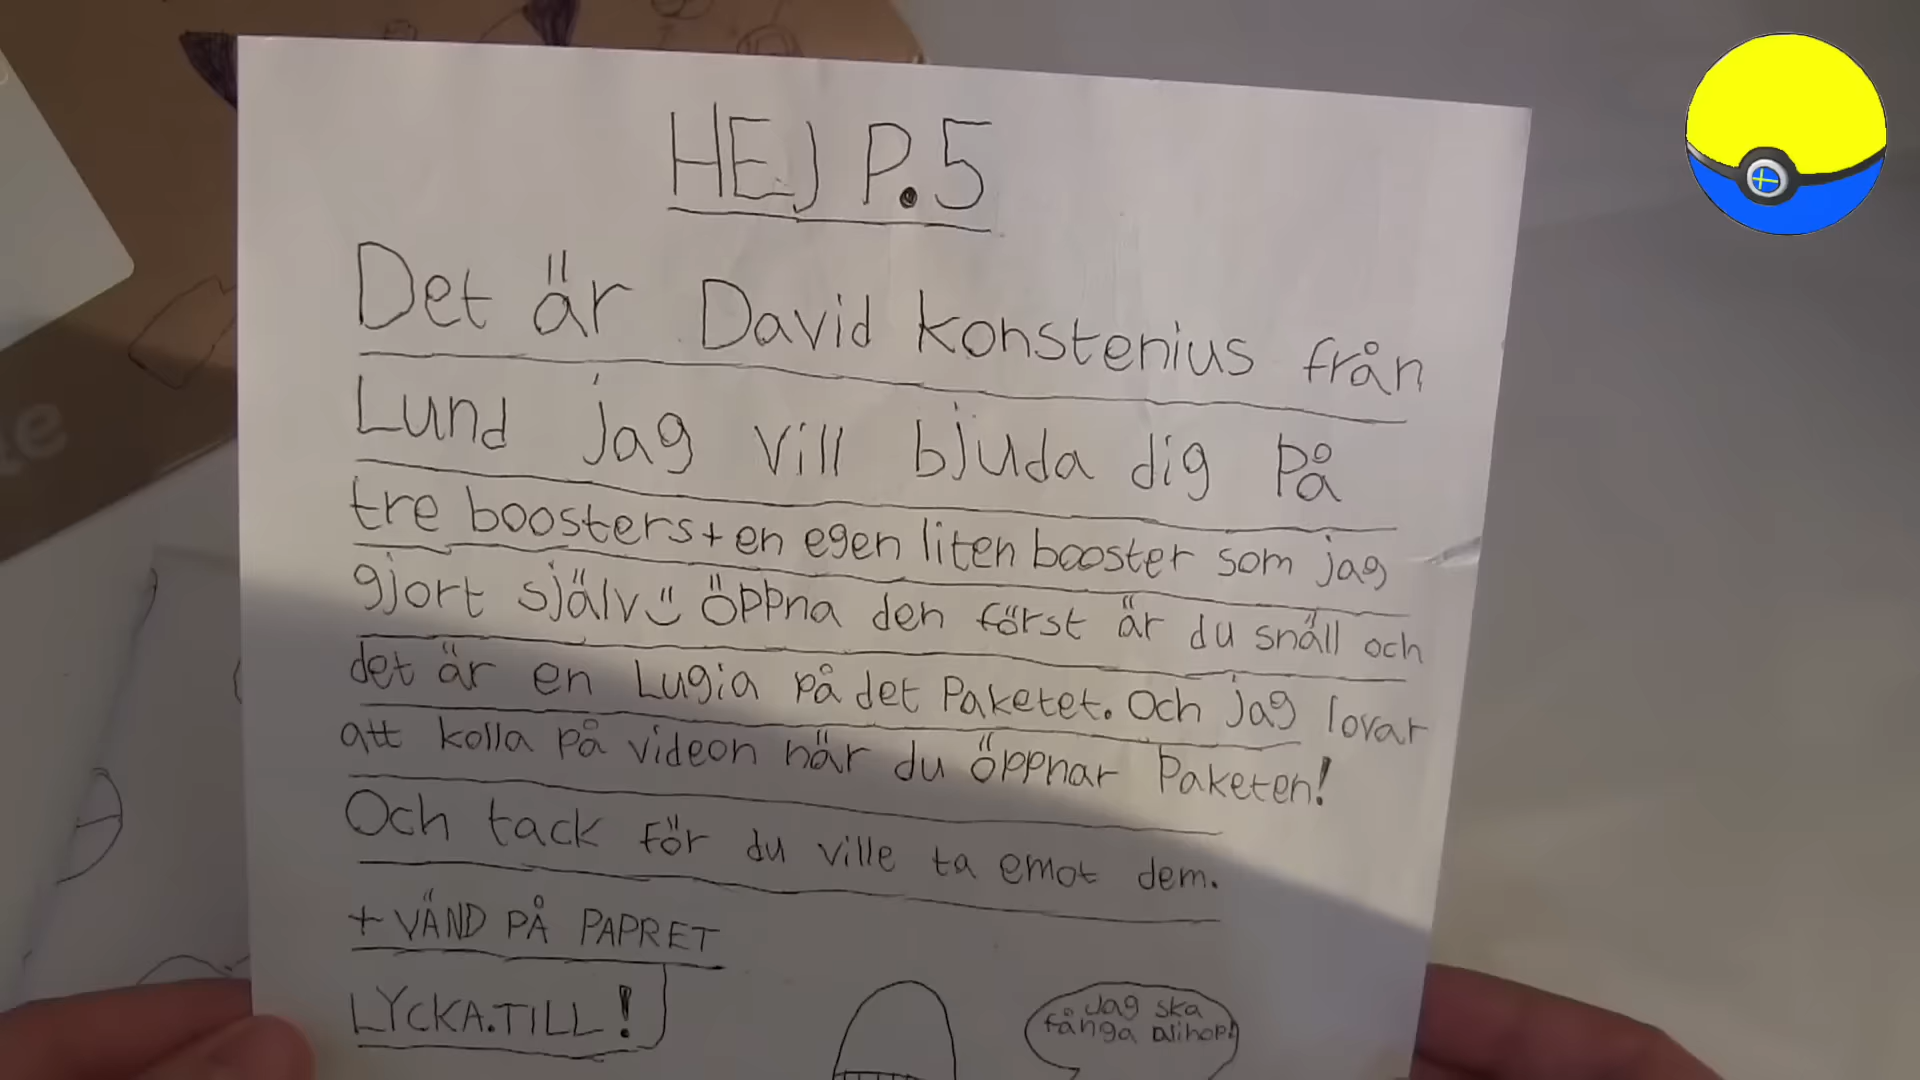 HEJ P.5
Det är David Konstenius från
Lund jag vill bjuda dig på
tre boosters + en egen liten booster som jag
gjort själv öppna den först är du snäll och
det är en Lugia på det Paketet. Och jag lovar
att kolla på videon när du öppnar Paketen!
Och tack för du ville ta emot dem.
+ VÄND PÅ PAPRET
LYCKA.TILL!
Jag ska
fånga allihop!